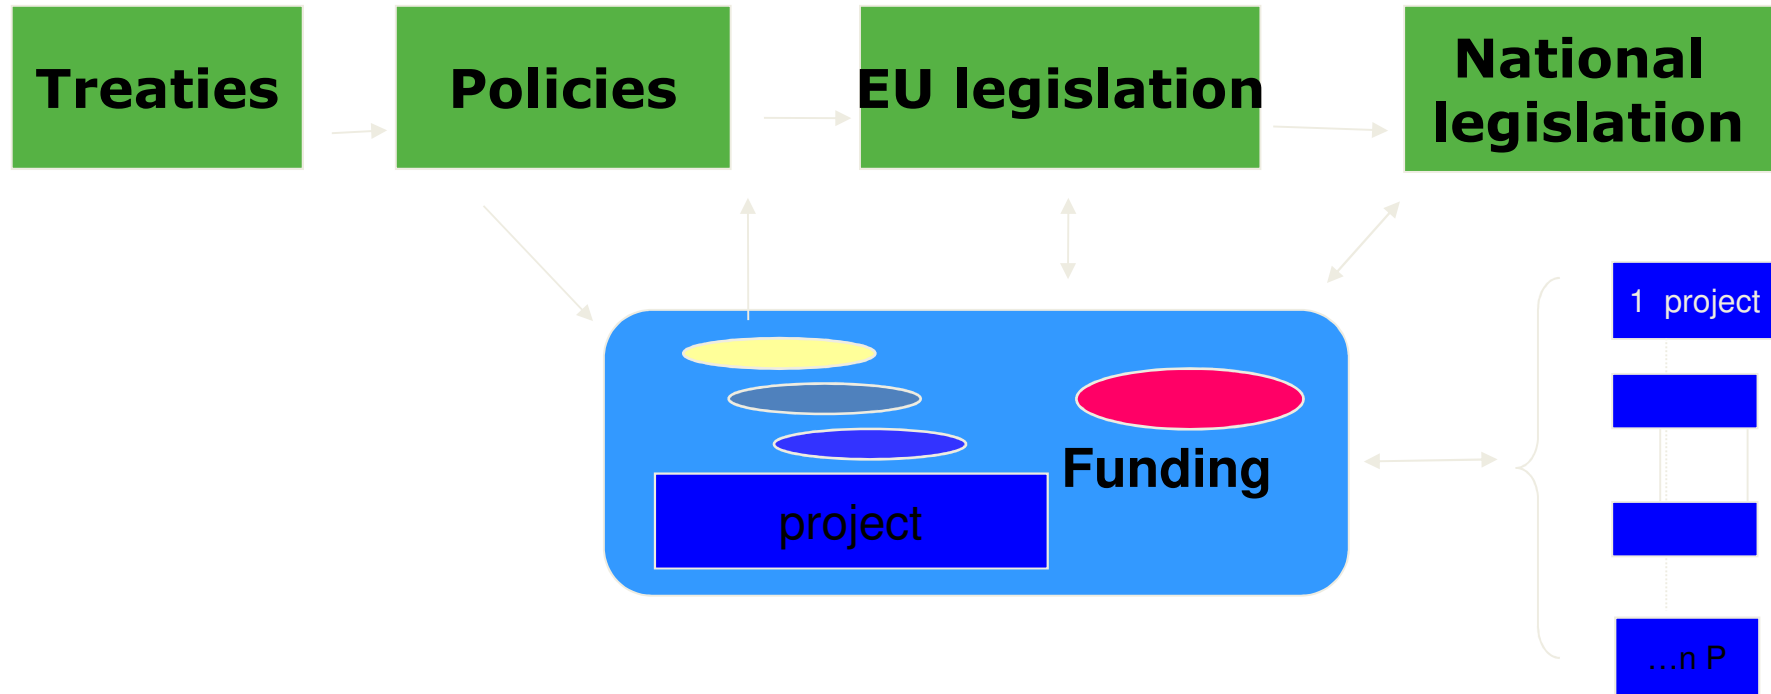 Treaties
Policies
EU legislation
National
legislation
1 project
Funding
project
...n P